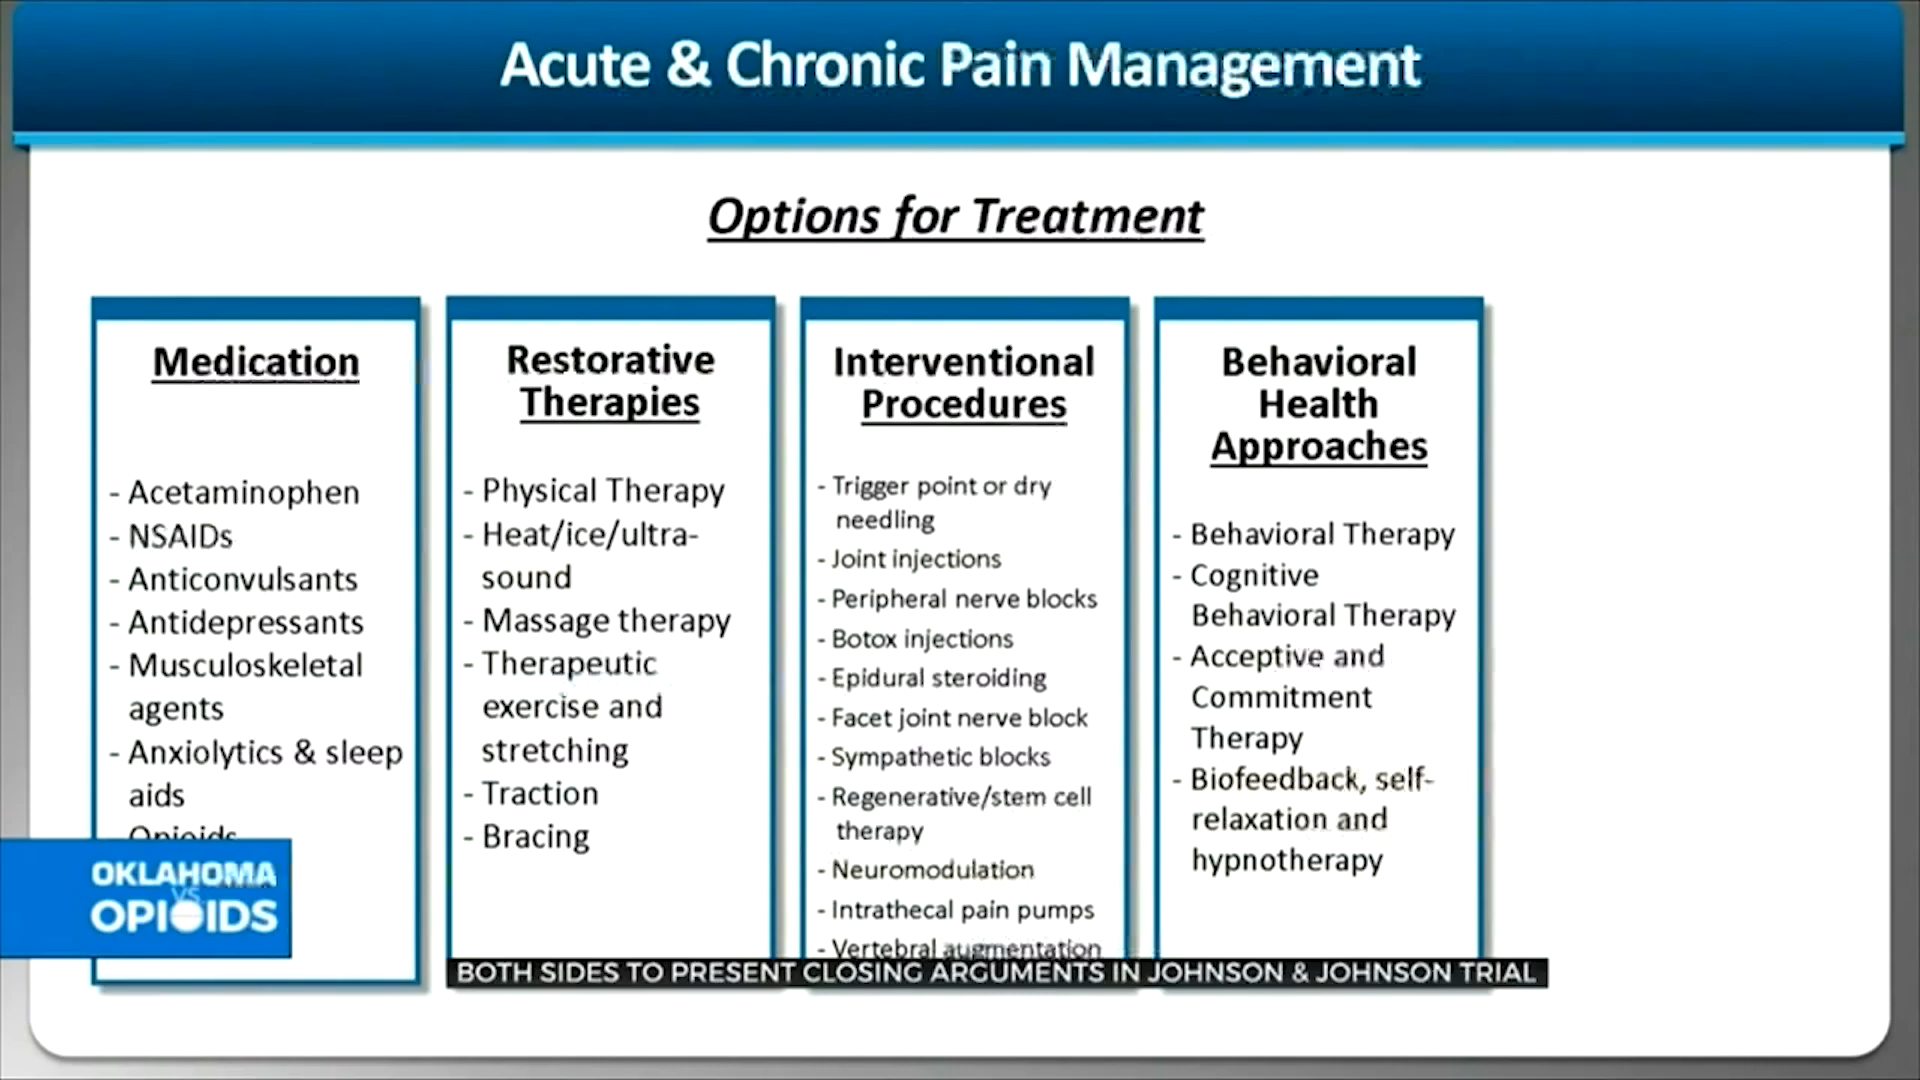 Acute & Chronic Pain Management
Options for Treatment
Medication
- Acetaminophen
- NSAIDs
- Anticonvulsants
- Antidepressants
- Musculoskeletal
agents
- Anxiolytics & sleep
aids
Opioids
Restorative
Therapies
- Physical Therapy
- Heat/ice/ultra-
sound
- Massage therapy
- Therapeutic
exercise and
stretching
- Traction
- Bracing
Interventional
Procedures
- Trigger point or dry
needling
- Joint injections
- Peripheral nerve blocks
- Botox injections
- Epidural steroiding
- Facet joint nerve block
- Sympathetic blocks
- Regenerative/stem cell
therapy
- Neuromodulation
- Intrathecal pain pumps
- Vertebral augmentation
Behavioral
Health
Approaches
- Behavioral Therapy
- Cognitive
Behavioral Therapy
- Acceptive and
Commitment
Therapy
- Biofeedback, self-
relaxation and
hypnotherapy
OKLAHOMA
VS.
OPIOIDS
BOTH SIDES TO PRESENT CLOSING ARGUMENTS IN JOHNSON & JOHNSON TRIAL